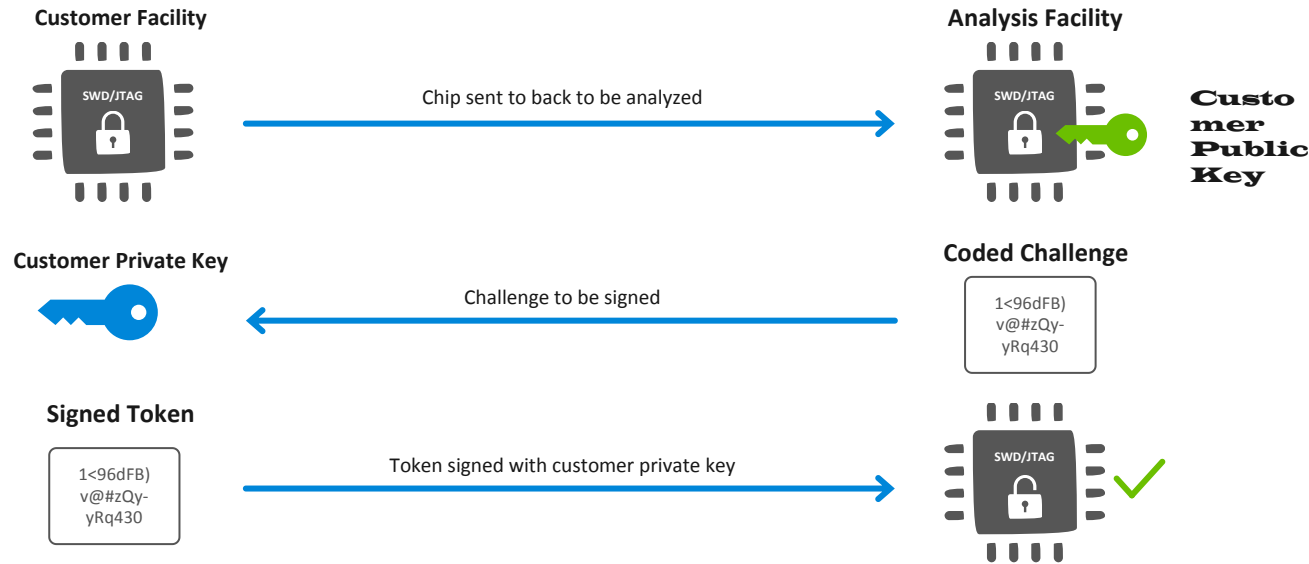 Customer Facility
Analysis Facility
SWD/JTAG
Chip sent to back to be analyzed
SWD/JTAG
Custo
mer
Public
Key
Customer Private Key
Challenge to be signed
Coded Challenge
1<96dFB)
v@#zQy-
yRq430
Signed Token
1<96dFB)
v@#zQy-
yRq430
Token signed with customer private key
SWD/JTAG